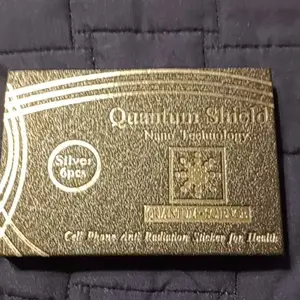 Quantum Shield
Nano Technology
Silver
6pcs
Cell Phone Anti Radiation Sticker for Health